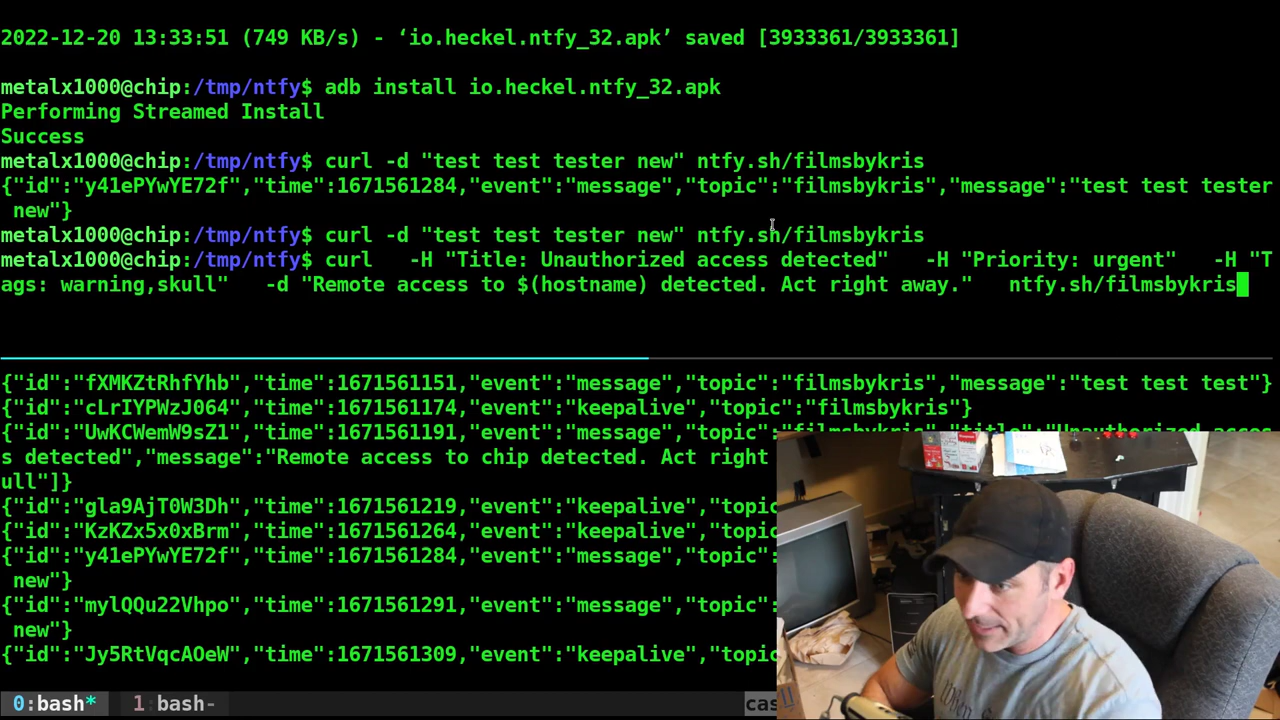 2022-12-20 13:33:51 (749 KB/s) - ‘io.heckel.ntfy_32.apk’ saved [3933361/3933361]
metalx1000@chip:/tmp/ntfy$ adb install io.heckel.ntfy_32.apk
Performing Streamed Install
Success
metalx1000@chip:/tmp/ntfy$ curl -d "test test tester new" ntfy.sh/filmsbykris
{"id":"y41ePYwYE72f","time":1671561284,"event":"message","topic":"filmsbykris","message":"test test tester
 new"}
metalx1000@chip:/tmp/ntfy$ curl -d "test test tester new" ntfy.sh/filmsbykris
metalx1000@chip:/tmp/ntfy$ curl   -H "Title: Unauthorized access detected"   -H "Priority: urgent"   -H "T
ags: warning,skull"   -d "Remote access to $(hostname) detected. Act right away."   ntfy.sh/filmsbykris
{"id":"fXMKZtRhfYhb","time":1671561151,"event":"message","topic":"filmsbykris","message":"test test test"}
{"id":"cLrIYPWzJ064","time":1671561174,"event":"keepalive","topic":"filmsbykris"}
{"id":"UwKCWemW9sZ1","time":1671561191,"event":"message","topic":"filmsbykris","title":"Unauthorized acces
s detected","message":"Remote access to chip detected. Act right
ull"]}
{"id":"gla9AjT0W3Dh","time":1671561219,"event":"keepalive","topic":
{"id":"KzKZx5x0xBrm","time":1671561264,"event":"keepalive","topic":
{"id":"y41ePYwYE72f","time":1671561284,"event":"message","topic":
 new"}
{"id":"mylQQu22Vhpo","time":1671561291,"event":"message","topic":
 new"}
{"id":"Jy5RtVqcAOeW","time":1671561309,"event":"keepalive","topic
0:bash* 1:bash- cas